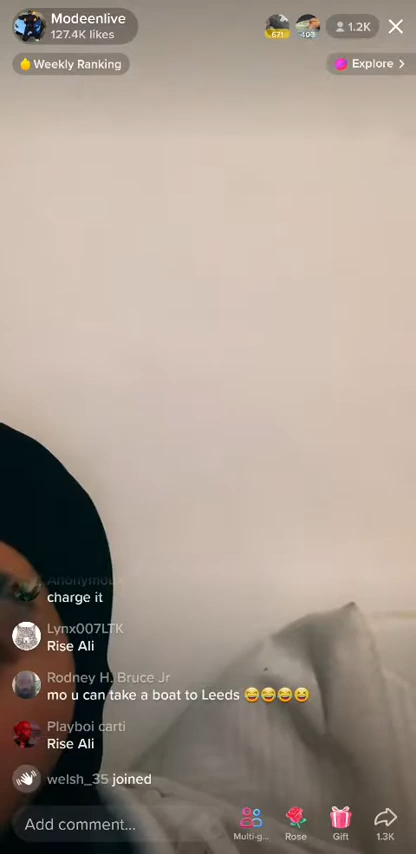 Modeenlive
127.4K likes
671
403
1.2K
Weekly Ranking
Explore
Anonymous
charge it
Lynx007LTK
Rise Ali
Rodney H. Bruce Jr
mo u can take a boat to Leeds 😂😂😂😂
Playboi carti
Rise Ali
welsh_35 joined
Add comment...
Multi-g...
Rose
Gift
1.3K